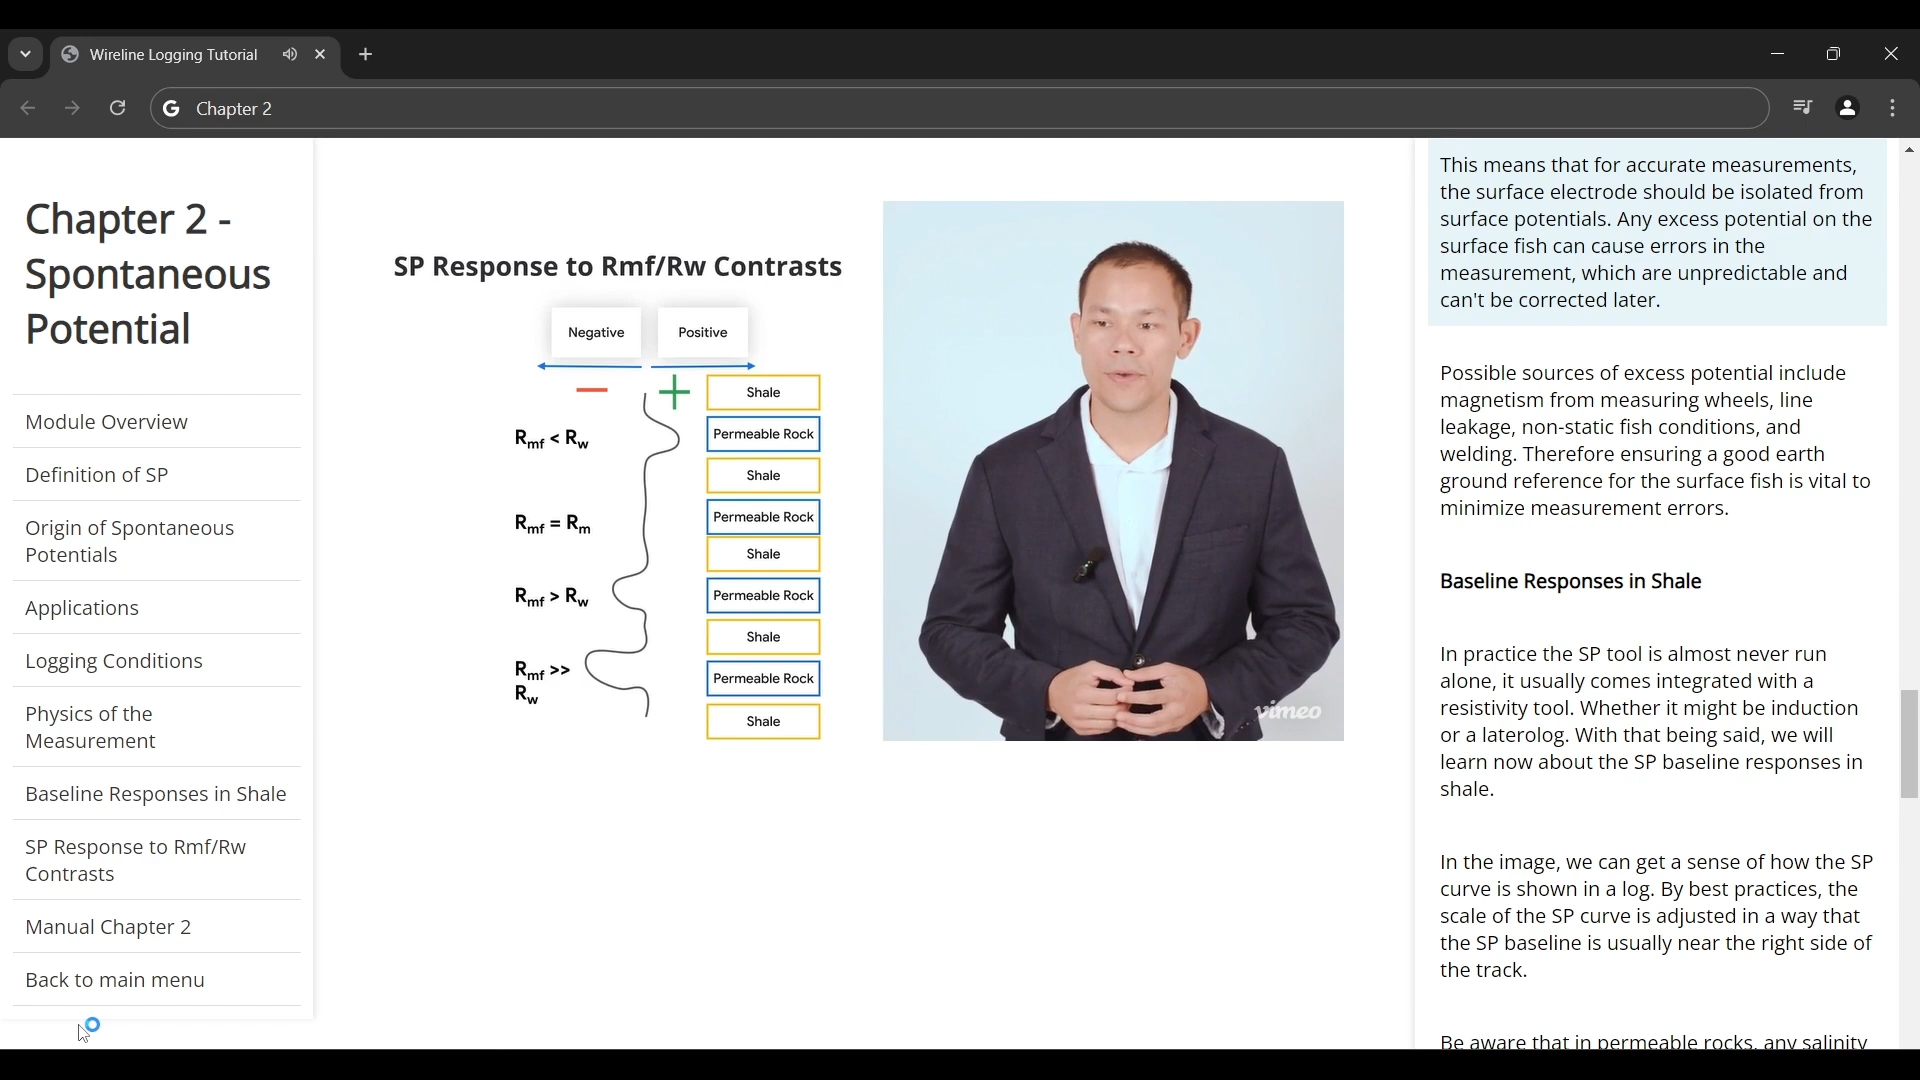 Wireline Logging Tutorial
Chapter 2
Chapter 2 -
Spontaneous
Potential
Module Overview
Definition of SP
Origin of Spontaneous
Potentials
Applications
Logging Conditions
Physics of the
Measurement
Baseline Responses in Shale
SP Response to Rmf/Rw
Contrasts
Manual Chapter 2
Back to main menu
SP Response to Rmf/Rw Contrasts
Negative
Positive
Shale
Rmf < Rw
Permeable Rock
Shale
Rmf = Rm
Permeable Rock
Shale
Rmf > Rw
Permeable Rock
Shale
Rmf >>
Rw
Permeable Rock
Shale
vimeo
This means that for accurate measurements,
the surface electrode should be isolated from
surface potentials. Any excess potential on the
surface fish can cause errors in the
measurement, which are unpredictable and
can't be corrected later.
Possible sources of excess potential include
magnetism from measuring wheels, line
leakage, non-static fish conditions, and
welding. Therefore ensuring a good earth
ground reference for the surface fish is vital to
minimize measurement errors.
Baseline Responses in Shale
In practice the SP tool is almost never run
alone, it usually comes integrated with a
resistivity tool. Whether it might be induction
or a laterolog. With that being said, we will
learn now about the SP baseline responses in
shale.
In the image, we can get a sense of how the SP
curve is shown in a log. By best practices, the
scale of the SP curve is adjusted in a way that
the SP baseline is usually near the right side of
the track.
Be aware that in permeable rocks, any salinity